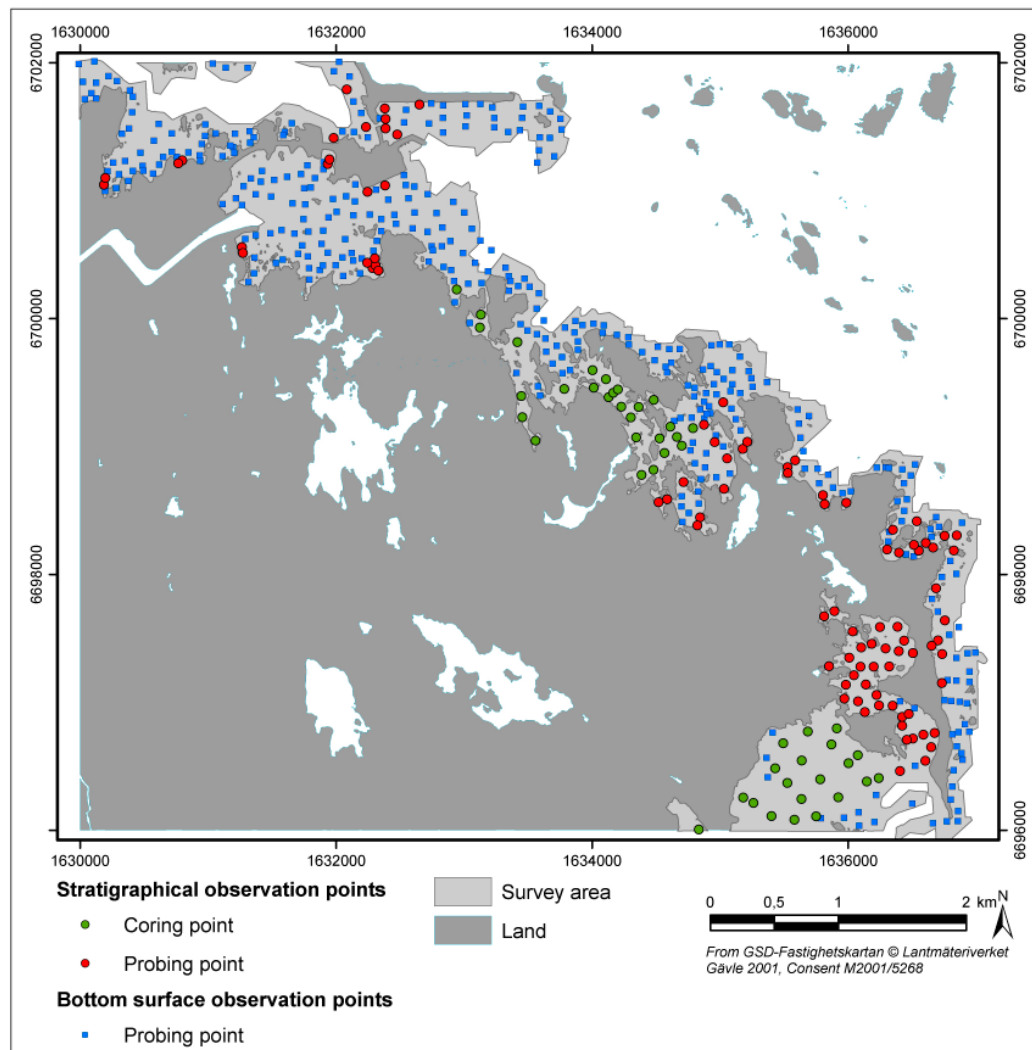 1630000 1632000 1634000 1636000
6702000 6702000
6700000 6700000
6698000 6698000
6696000 6696000
1630000 1632000 1634000 1636000
Stratigraphical observation points
Coring point
Probing point
Bottom surface observation points
Probing point
Survey area
Land
0 0,5 1 2 km
N
From GSD-Fastighetskartan © Lantmäteriverket
Gävle 2001, Consent M2001/5268